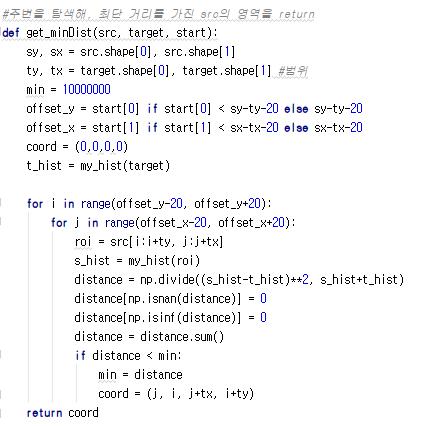 #주변을 탐색해, 최단 거리를 가진 src의 영역을 return
def get_minDist(src, target, start):
    sy, sx = src.shape[0], src.shape[1]
    ty, tx = target.shape[0], target.shape[1] #범위
    min = 10000000
    offset_y = start[0] if start[0] < sy-ty-20 else sy-ty-20
    offset_x = start[1] if start[1] < sx-tx-20 else sx-tx-20
    coord = (0,0,0,0)
    t_hist = my_hist(target)

    for i in range(offset_y-20, offset_y+20):
        for j in range(offset_x-20, offset_x+20):
            roi = src[i:i+ty, j:j+tx]
            s_hist = my_hist(roi)
            distance = np.divide((s_hist-t_hist)**2, s_hist+t_hist)
            distance[np.isnan(distance)] = 0
            distance[np.isinf(distance)] = 0
            distance = distance.sum()
            if distance < min:
                min = distance
                coord = (j, i, j+tx, i+ty)
    return coord